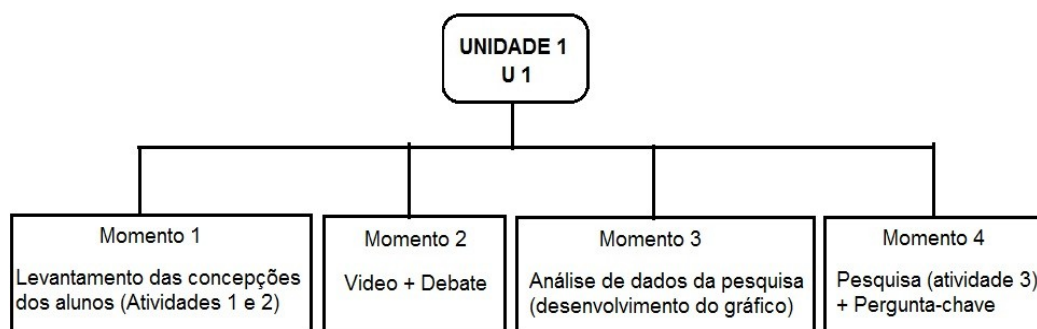 UNIDADE 1
U 1
Momento 1
Levantamento das concepções
dos alunos (Atividades 1 e 2)
Momento 2
Video + Debate
Momento 3
Análise de dados da pesquisa
(desenvolvimento do gráfico)
Momento 4
Pesquisa (atividade 3)
+ Pergunta-chave